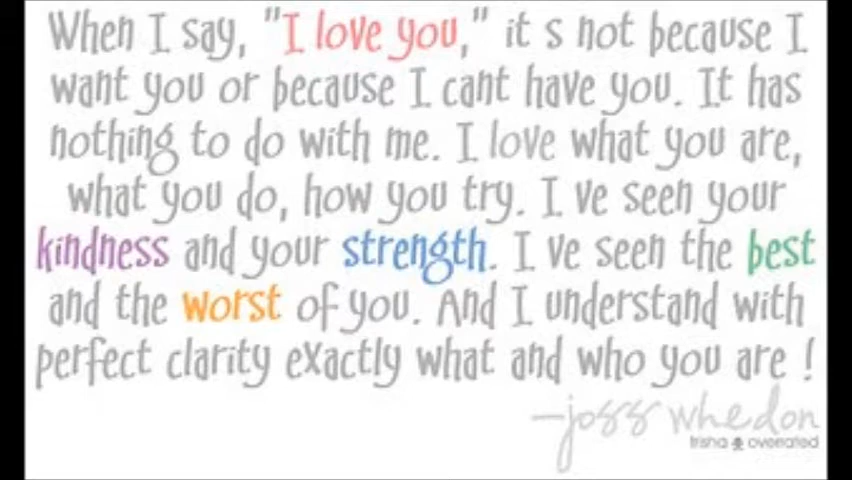 When I say, "I love you," it s not because I
want you or because I cant have you. It has
nothing to do with me. I love what you are,
what you do, how you try. I ve seen your
kindness and your strength. I ve seen the best
and the worst of you. And I understand with
perfect clarity exactly what and who you are !
—joss whedon
trisha overrated